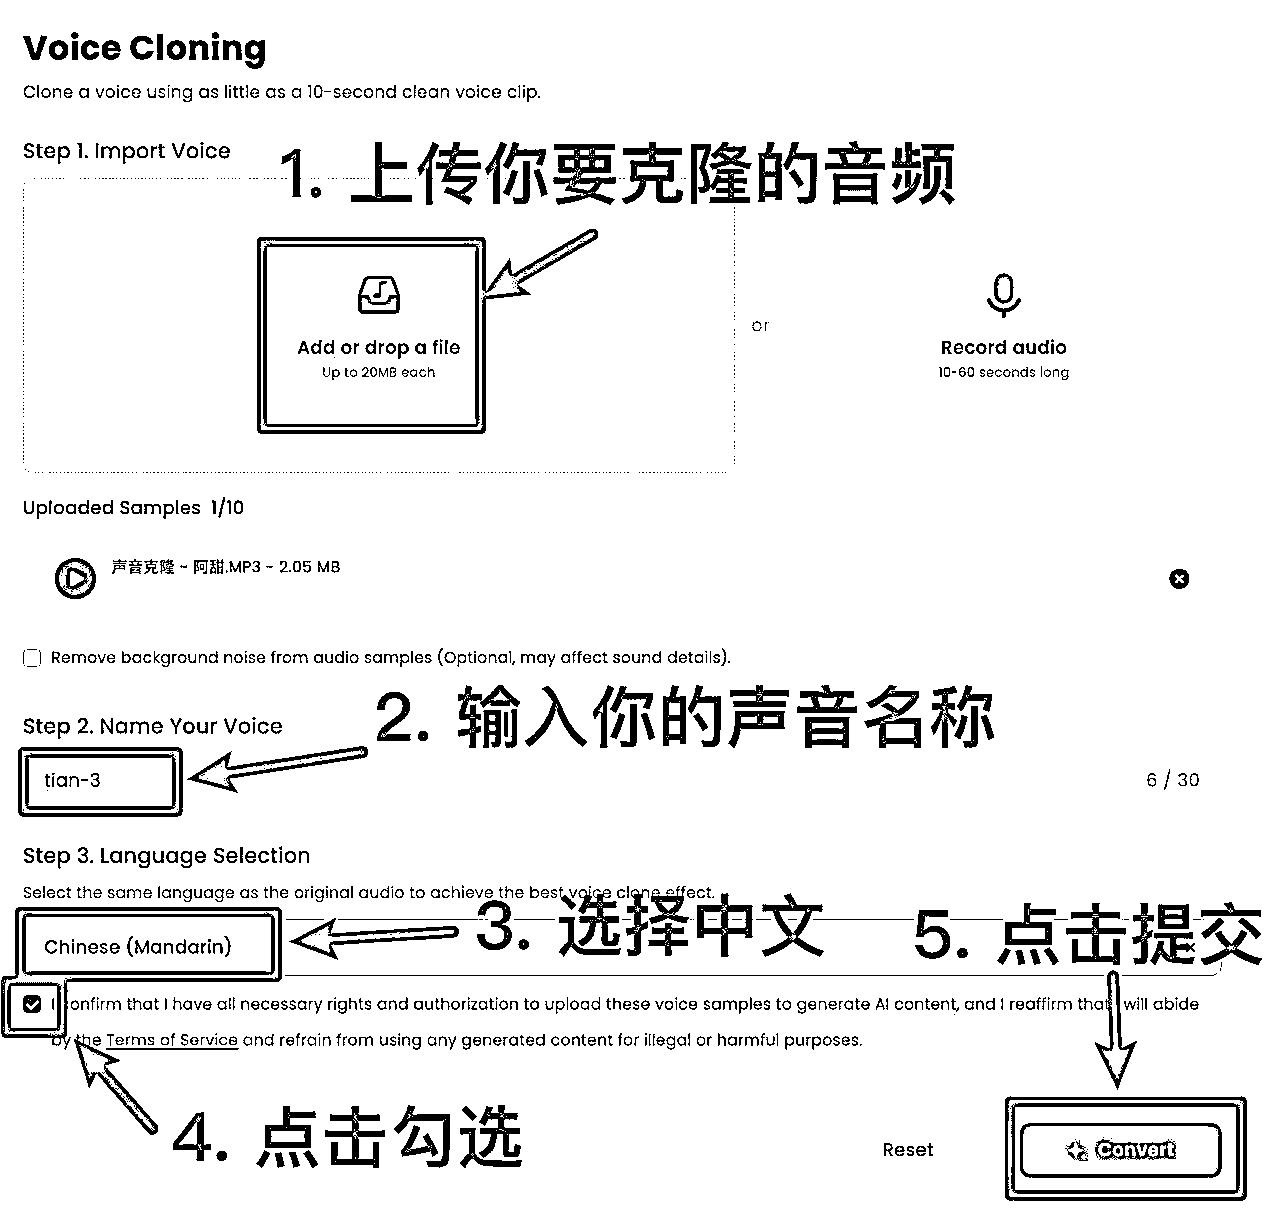 Voice Cloning
Clone a voice using as little as a 10-second clean voice clip.
Step 1. Import Voice
1. 上传你要克隆的音频
Add or drop a file
Up to 20MB each
or
Record audio
10-60 seconds long
Uploaded Samples 1/10
声音克隆 - 阿甜.MP3 - 2.05 MB
Remove background noise from audio samples (Optional, may affect sound details).
2. 输入你的声音名称
Step 2. Name Your Voice
tian-3
6 / 30
Step 3. Language Selection
Select the same language as the original audio to achieve the best voice clone effect.
3. 选择中文
5. 点击提交
Chinese (Mandarin)
I confirm that I have all necessary rights and authorization to upload these voice samples to generate AI content, and I reaffirm that I will abide
by the Terms of Service and refrain from using any generated content for illegal or harmful purposes.
4. 点击勾选
Reset
Convert